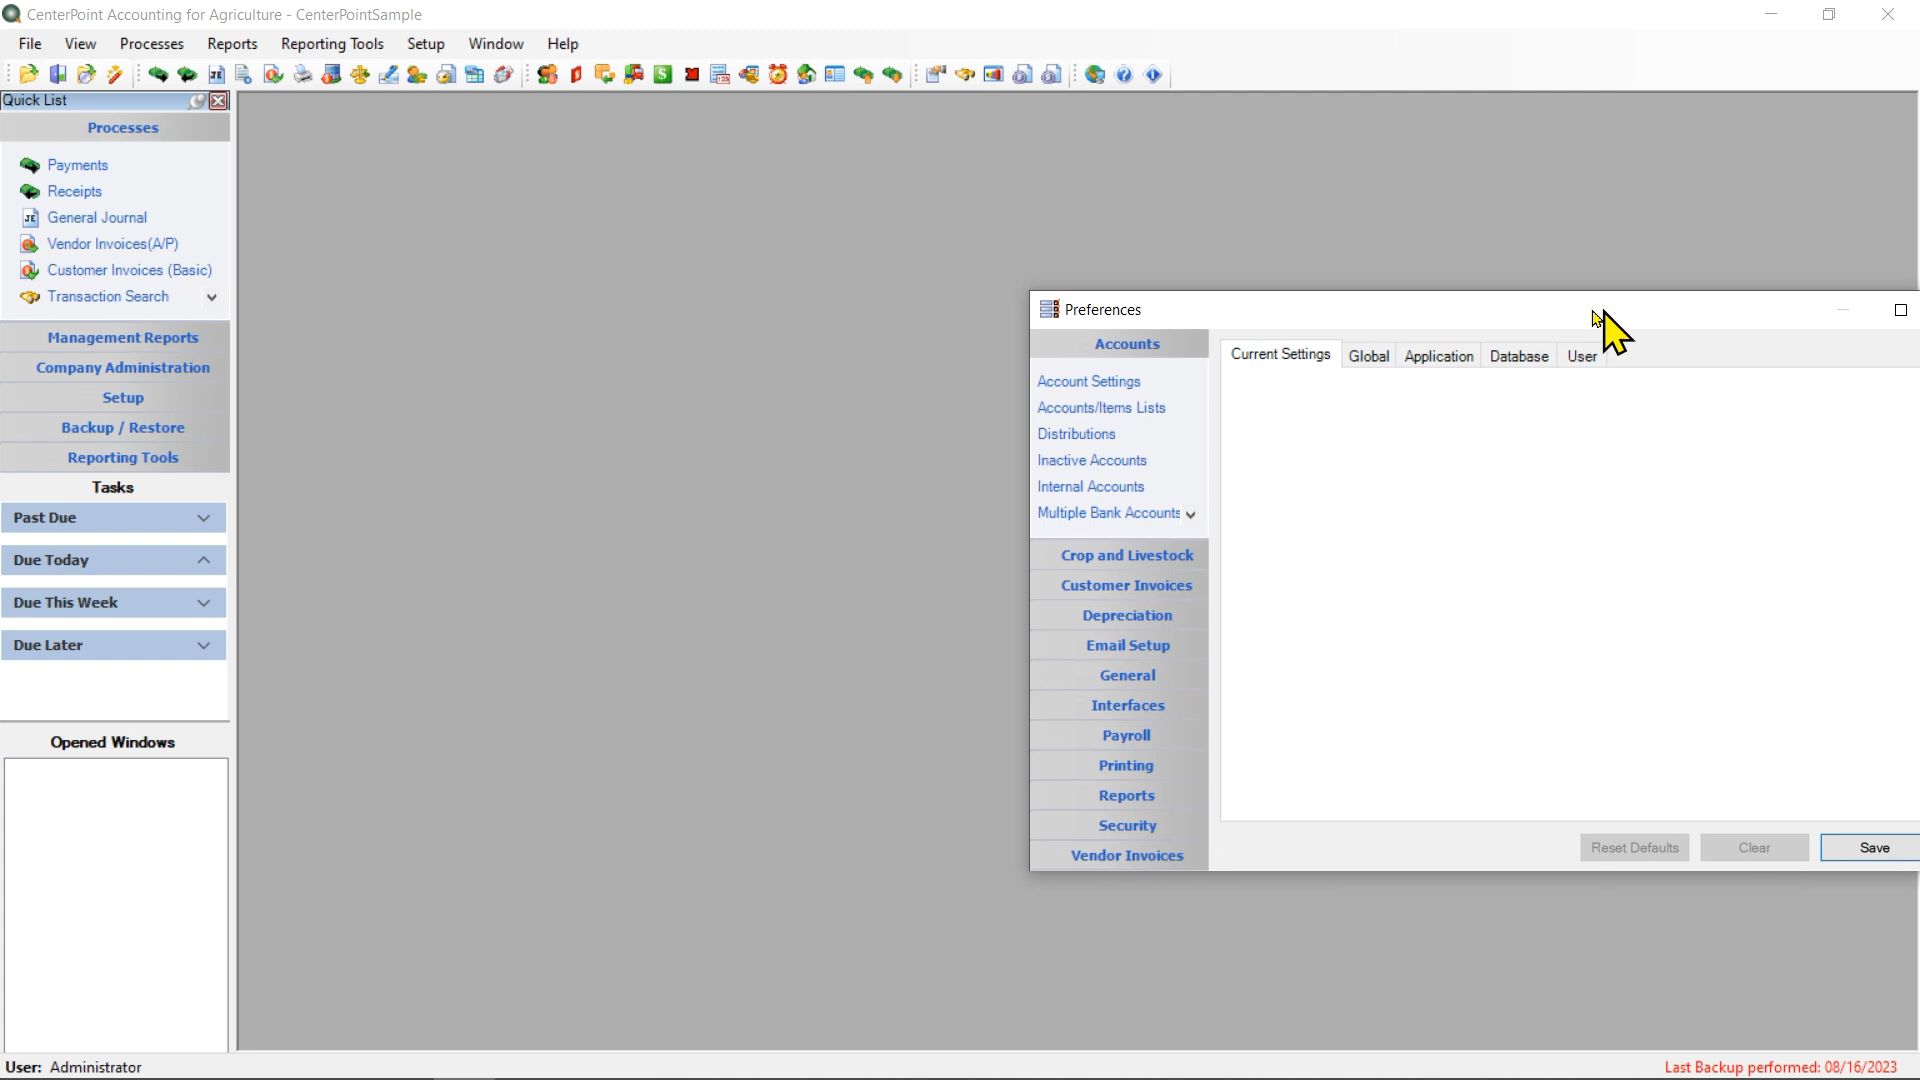 CenterPoint Accounting for Agriculture - CenterPointSample
File View Processes Reports Reporting Tools Setup Window Help
Quick List
Processes
Payments
Receipts
General Journal
Vendor Invoices(A/P)
Customer Invoices (Basic)
Transaction Search
Management Reports
Company Administration
Setup
Backup / Restore
Reporting Tools
Tasks
Past Due
Due Today
Due This Week
Due Later
Opened Windows
Preferences
Accounts
Account Settings
Accounts/Items Lists
Distributions
Inactive Accounts
Internal Accounts
Multiple Bank Accounts
Crop and Livestock
Customer Invoices
Depreciation
Email Setup
General
Interfaces
Payroll
Printing
Reports
Security
Vendor Invoices
Current Settings Global Application Database User
Reset Defaults Clear Save
User: Administrator
Last Backup performed: 08/16/2023